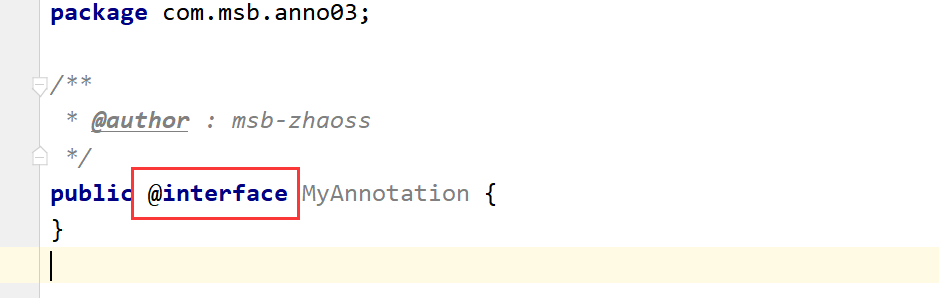 package com.msb.anno03;
/**
 * @author : msb-zhaoss
 */
public @interface MyAnnotation {
}